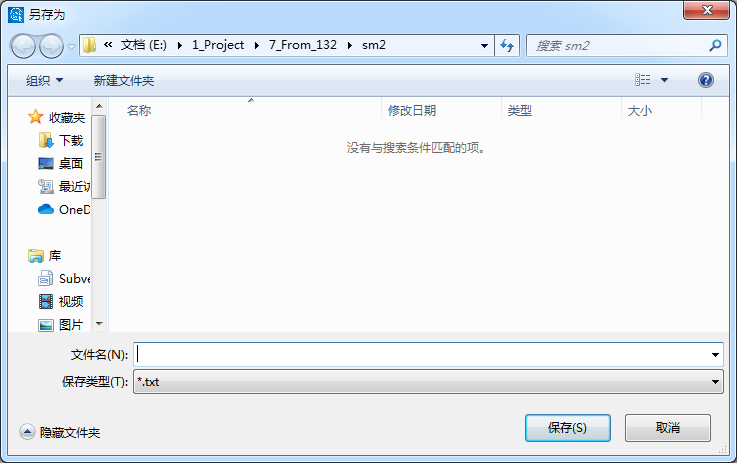 另存为
« 文档 (E:) ▸ 1_Project ▸ 7_From_132 ▸ sm2
搜索 sm2
组织 ▼ 新建文件夹
名称 修改日期 类型 大小
没有与搜索条件匹配的项。
收藏夹
下载
桌面
最近访
OneD
库
Subve
视频
图片
文件名(N):
保存类型(T): *.txt
隐藏文件夹
保存(S) 取消